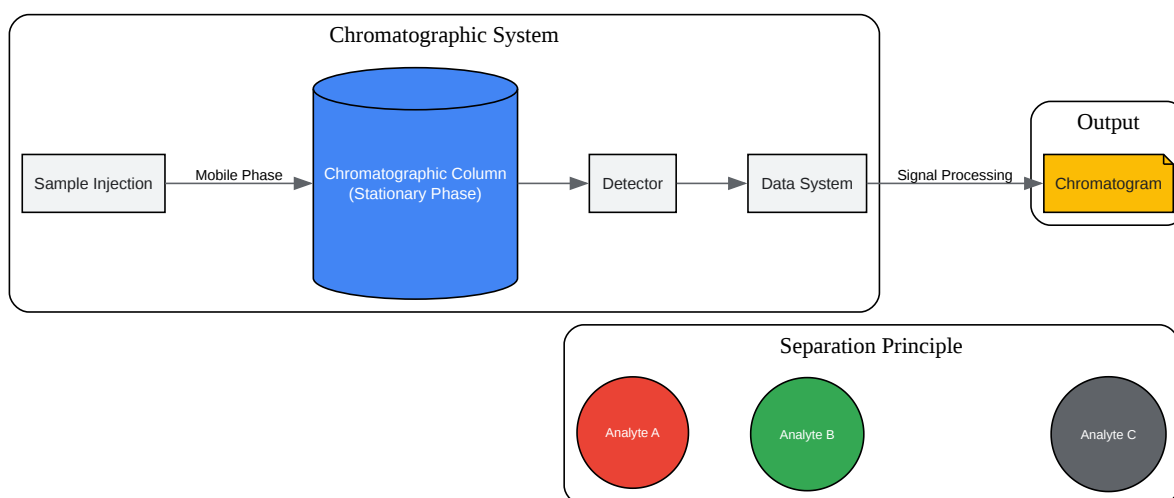 Chromatographic System
Output
Sample Injection
Mobile Phase
Chromatographic Column
(Stationary Phase)
Detector
Data System
Signal Processing
Chromatogram
Separation Principle
Analyte A
Analyte B
Analyte C